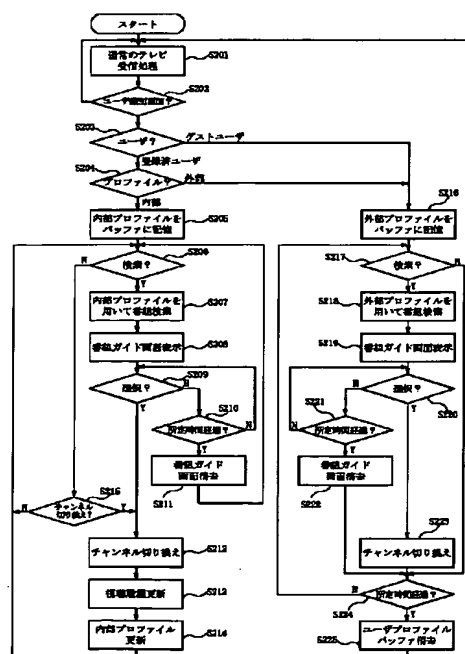 スタート
通常のテレビ
受信処理
S201
S202
ユーザ?
S203
ゲストユーザ
登録済ユーザ
プロファイル?
S204
外部
内部
内部プロファイルを
バッファに記憶
S205
検索?
S206
N
Y
内部プロファイルを
用いて番組検索
S207
番組ガイド画面表示
S208
選択?
S209
N
Y
所定時間経過?
S210
N
Y
番組ガイド
画面消去
S211
チャンネル
切り換え?
S215
N
Y
チャンネル切り換え
S212
視聴履歴更新
S213
内部プロファイル
更新
S214
外部プロファイルを
バッファに記憶
S216
検索?
S217
N
Y
外部プロファイルを
用いて番組検索
S218
番組ガイド画面表示
S219
選択?
S220
N
Y
所定時間経過?
S221
N
Y
番組ガイド
画面消去
S222
チャンネル切り換え
S223
所定時間経過?
S224
N
Y
ユーザプロファイル
バッファ消去
S225